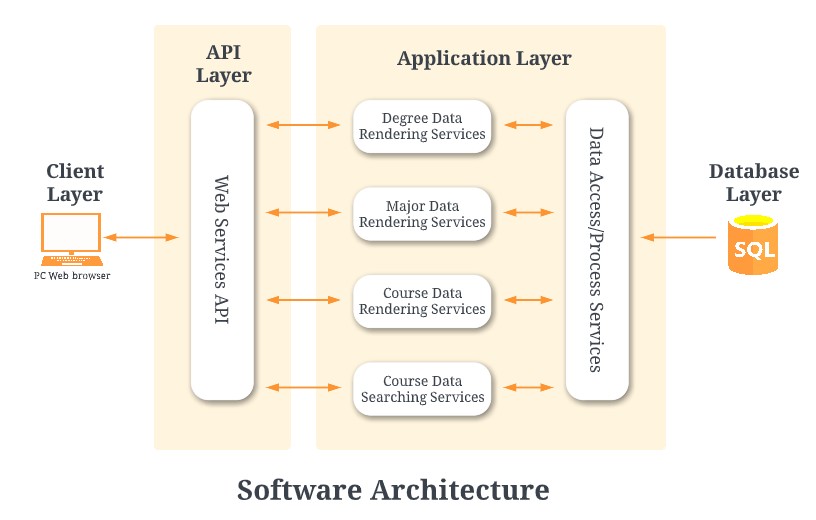 API
Layer
Application Layer
Degree Data
Rendering Services
Major Data
Rendering Services
Course Data
Rendering Services
Course Data
Searching Services
Web Services API
Data Access/Process Services
Client
Layer
PC Web browser
Database
Layer
SQL
Software Architecture